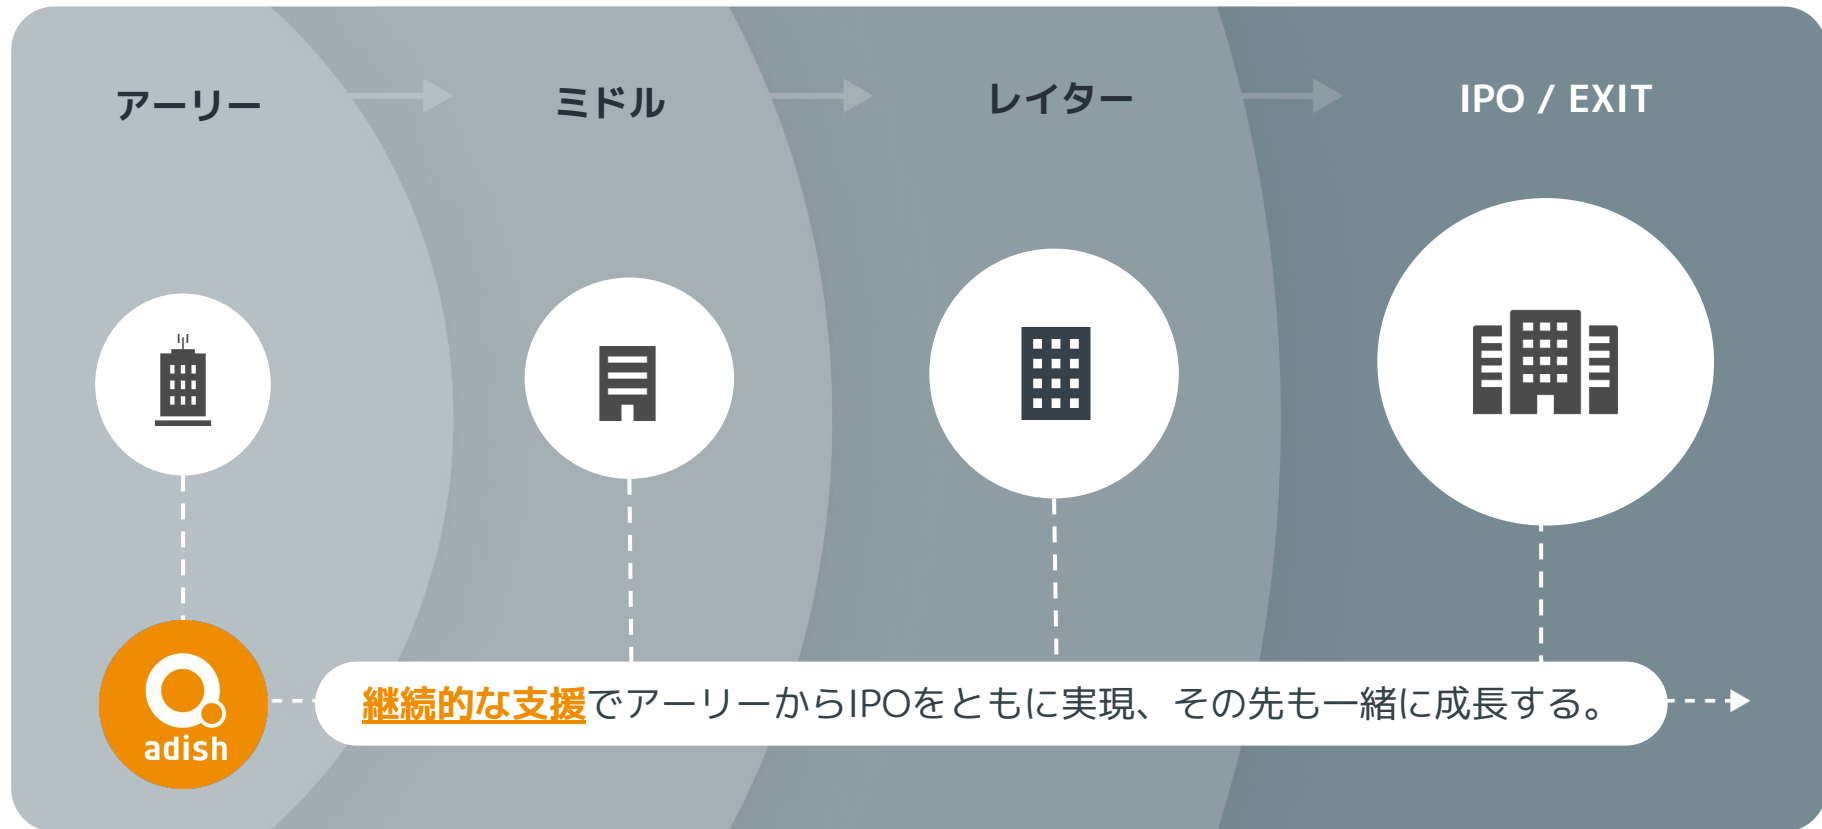 アーリー
ミドル
レイター
IPO / EXIT
adish
継続的な支援でアーリーからIPOをともに実現、その先も一緒に成長する。